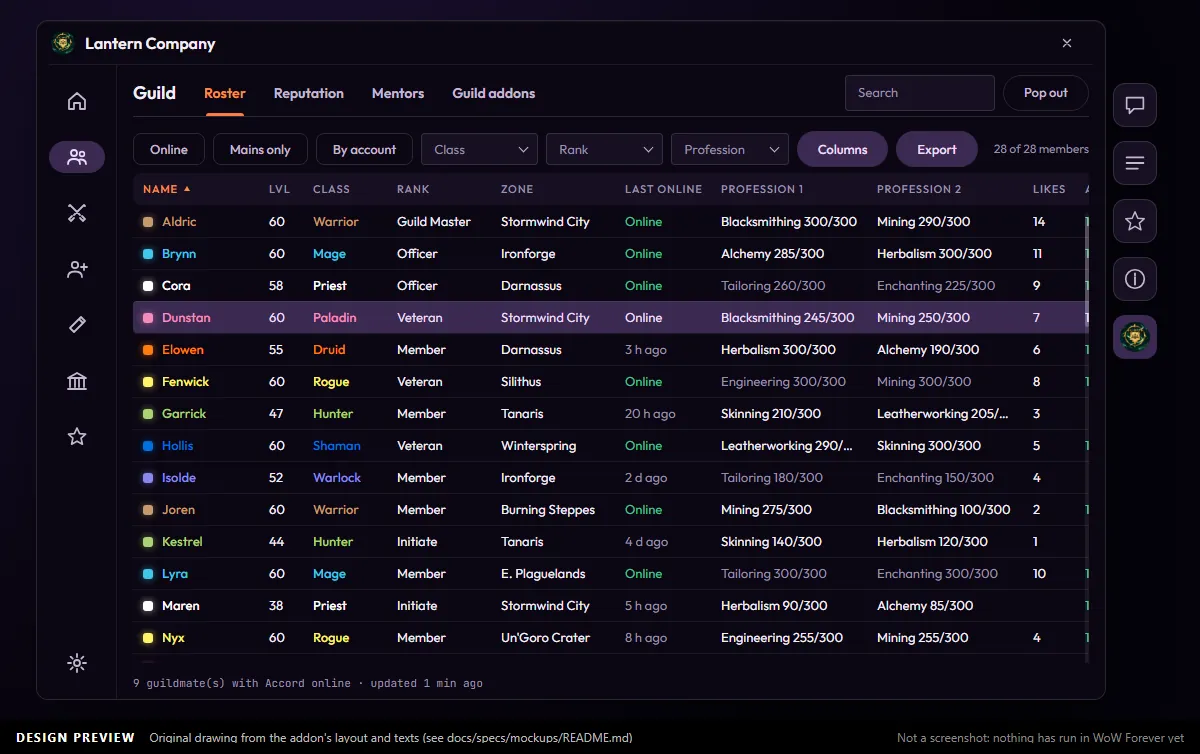 Lantern Company
Guild Roster Reputation Mentors Guild addons Search Pop out
Online Mains only By account Class Rank Profession Columns Export 28 of 28 members
NAME LVL CLASS RANK ZONE LAST ONLINE PROFESSION 1 PROFESSION 2 LIKES
Aldric 60 Warrior Guild Master Stormwind City Online Blacksmithing 300/300 Mining 290/300 14
Brynn 60 Mage Officer Ironforge Online Alchemy 285/300 Herbalism 300/300 11
Cora 58 Priest Officer Darnassus Online Tailoring 260/300 Enchanting 225/300 9
Dunstan 60 Paladin Veteran Stormwind City Online Blacksmithing 245/300 Mining 250/300 7
Elowen 55 Druid Member Darnassus 3 h ago Herbalism 300/300 Alchemy 190/300 6
Fenwick 60 Rogue Veteran Silithus Online Engineering 300/300 Mining 300/300 8
Garrick 47 Hunter Member Tanaris 20 h ago Skinning 210/300 Leatherworking 205/... 3
Hollis 60 Shaman Veteran Winterspring Online Leatherworking 290/... Skinning 300/300 5
Isolde 52 Warlock Member Ironforge 2 d ago Tailoring 180/300 Enchanting 150/300 4
Joren 60 Warrior Member Burning Steppes Online Mining 275/300 Blacksmithing 100/300 2
Kestrel 44 Hunter Initiate Tanaris 4 d ago Skinning 140/300 Herbalism 120/300 1
Lyra 60 Mage Member E. Plaguelands Online Tailoring 300/300 Enchanting 300/300 10
Maren 38 Priest Initiate Stormwind City 5 h ago Herbalism 90/300 Alchemy 85/300
Nyx 60 Rogue Member Un'Goro Crater 8 h ago Engineering 255/300 Mining 255/300 4
9 guildmate(s) with Accord online · updated 1 min ago
DESIGN PREVIEW Original drawing from the addon's layout and texts (see docs/specs/mockups/README.md) Not a screenshot: nothing has run in WoW Forever yet